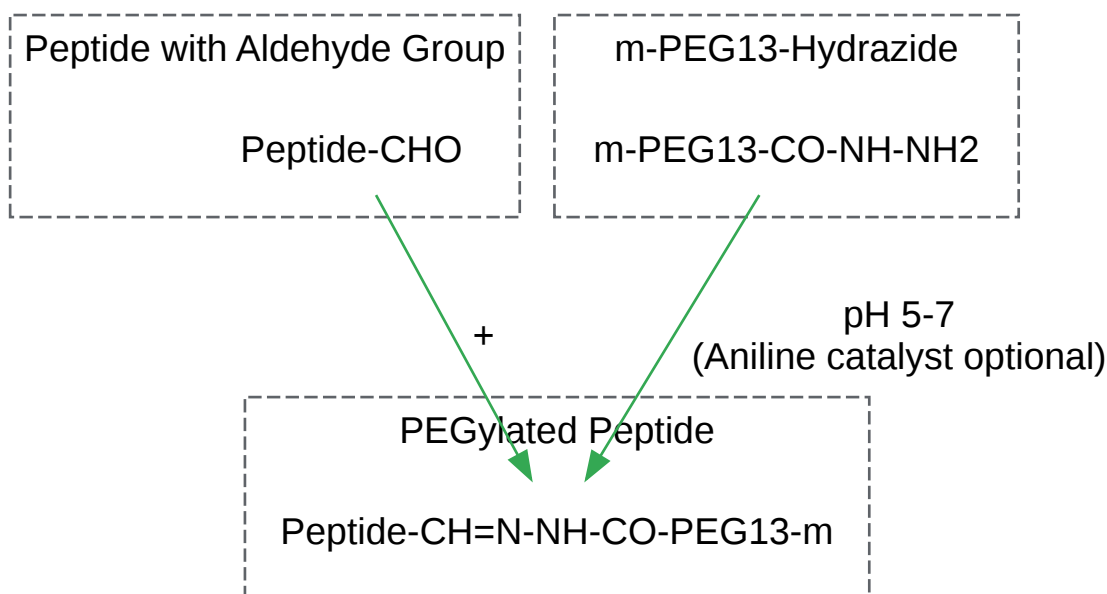 Peptide with Aldehyde Group
m-PEG13-Hydrazide
Peptide-CHO
m-PEG13-CO-NH-NH2
+
pH 5-7
(Aniline catalyst optional)
PEGylated Peptide
Peptide-CH=N-NH-CO-PEG13-m